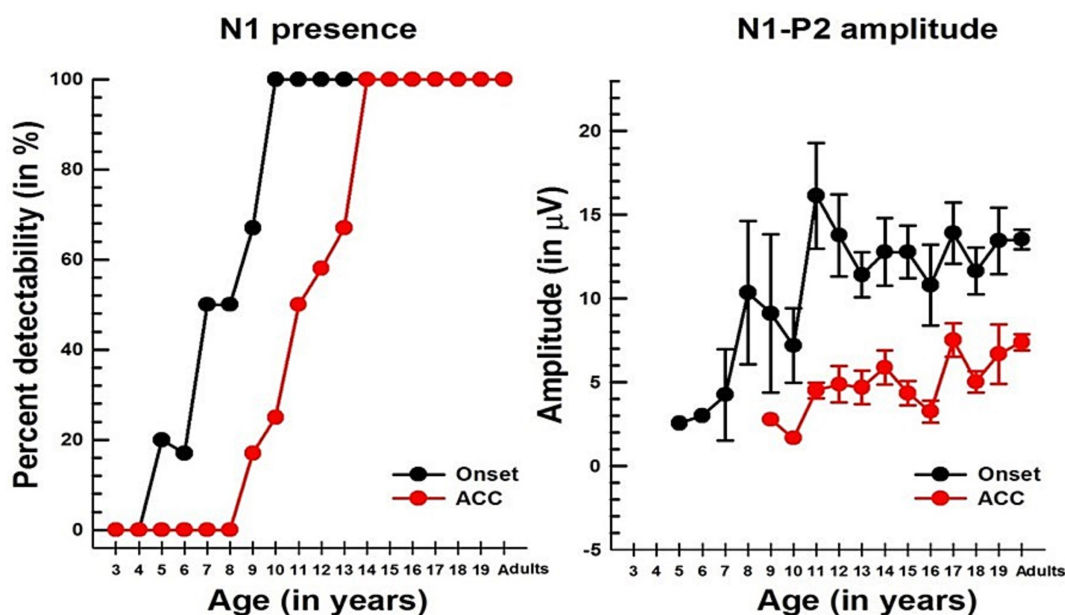 N1 presence
Percent detectability (in %)
100
80
60
40
20
0
Onset
ACC
3 4 5 6 7 8 9 10 11 12 13 14 15 16 17 18 19 Adults
Age (in years)
N1-P2 amplitude
Amplitude (in μV)
20
15
10
5
0
-5
Onset
ACC
3 4 5 6 7 8 9 10 11 12 13 14 15 16 17 18 19 Adults
Age (in years)